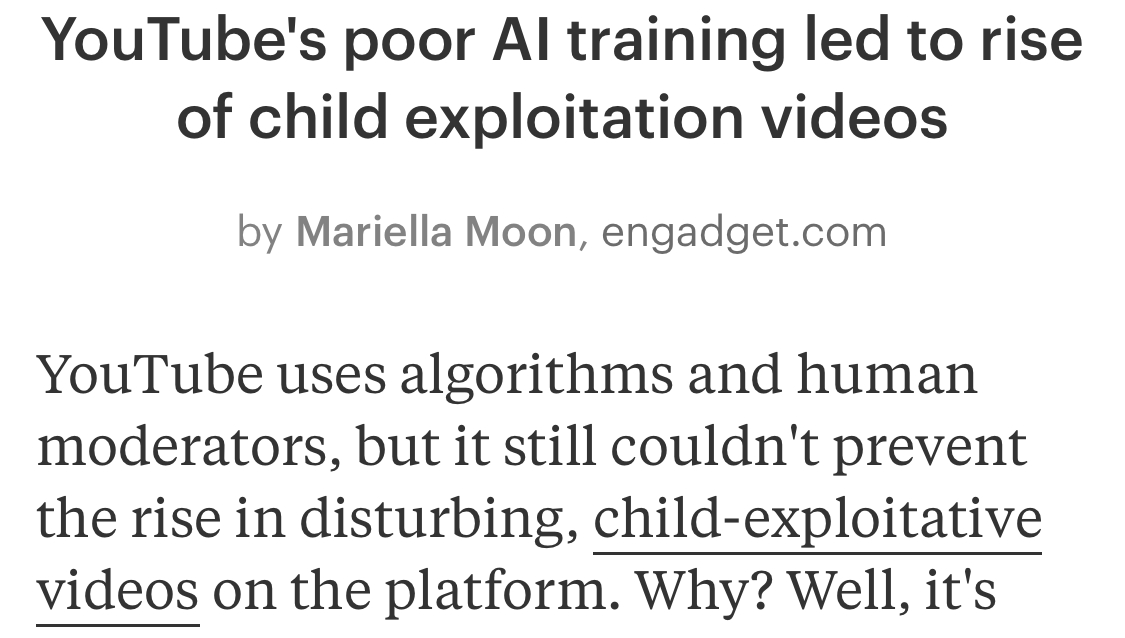 YouTube's poor AI training led to rise
of child exploitation videos
by Mariella Moon, engadget.com
YouTube uses algorithms and human
moderators, but it still couldn't prevent
the rise in disturbing, child-exploitative
videos on the platform. Why? Well, it's